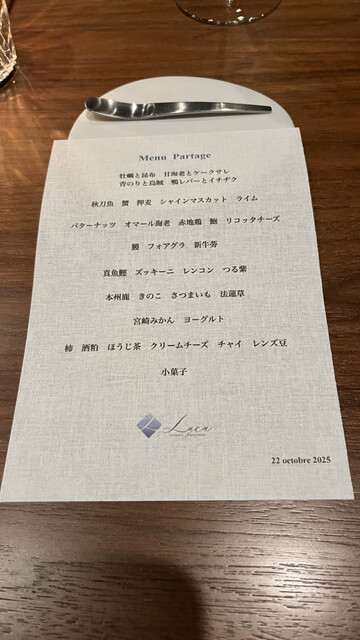 Menu Partage
牡蠣と昆布　甘海老とケークサレ
青のりと烏賊　鴨レバーとイチヂク
秋刀魚　蟹　押麦　シャインマスカット　ライム
バターナッツ　オマール海老　赤地鶏　鮑　リコッタチーズ
鰻　フォアグラ　新牛蒡
真魚鰹　ズッキーニ　レンコン　つる紫
本州鹿　きのこ　さつまいも　法蓮草
宮崎みかん　ヨーグルト
柿　酒粕　ほうじ茶　クリームチーズ　チャイ　レンズ豆
小菓子
Luca
22 octobre 2025